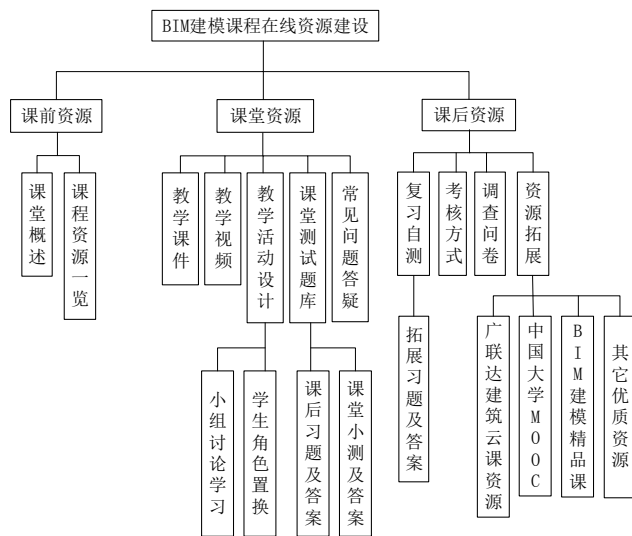 BIM建模课程在线资源建设
课前资源
课堂资源
课后资源
课堂概述
课程资源一览
教学课件
教学视频
教学活动设计
课堂测试题库
常见问题答疑
复习自测
考核方式
调查问卷
资源拓展
小组讨论学习
学生角色置换
课后习题及答案
课堂小测及答案
拓展习题及答案
广联达建筑云课资源
中国大学MOOC
BIM建模精品课
其它优质资源